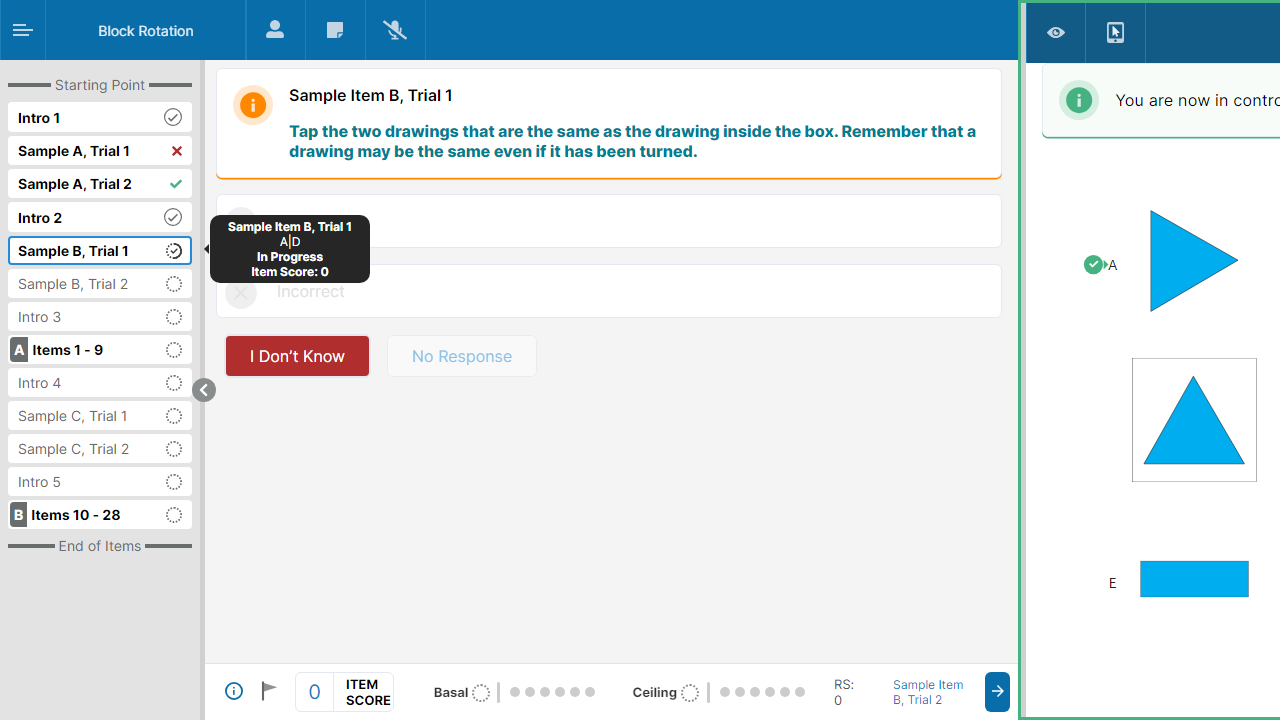 Block Rotation
Starting Point
Intro 1
Sample A, Trial 1
Sample A, Trial 2
Intro 2
Sample B, Trial 1
Sample B, Trial 2
Intro 3
A Items 1 - 9
Intro 4
Sample C, Trial 1
Sample C, Trial 2
Intro 5
B Items 10 - 28
End of Items
Sample Item B, Trial 1
Tap the two drawings that are the same as the drawing inside the box. Remember that a
drawing may be the same even if it has been turned.
Sample Item B, Trial 1
A|D
In Progress
Item Score: 0
Incorrect
I Don’t Know
No Response
0
ITEM
SCORE
Basal
Ceiling
RS:
0
Sample Item
B, Trial 2
You are now in contro
A
E